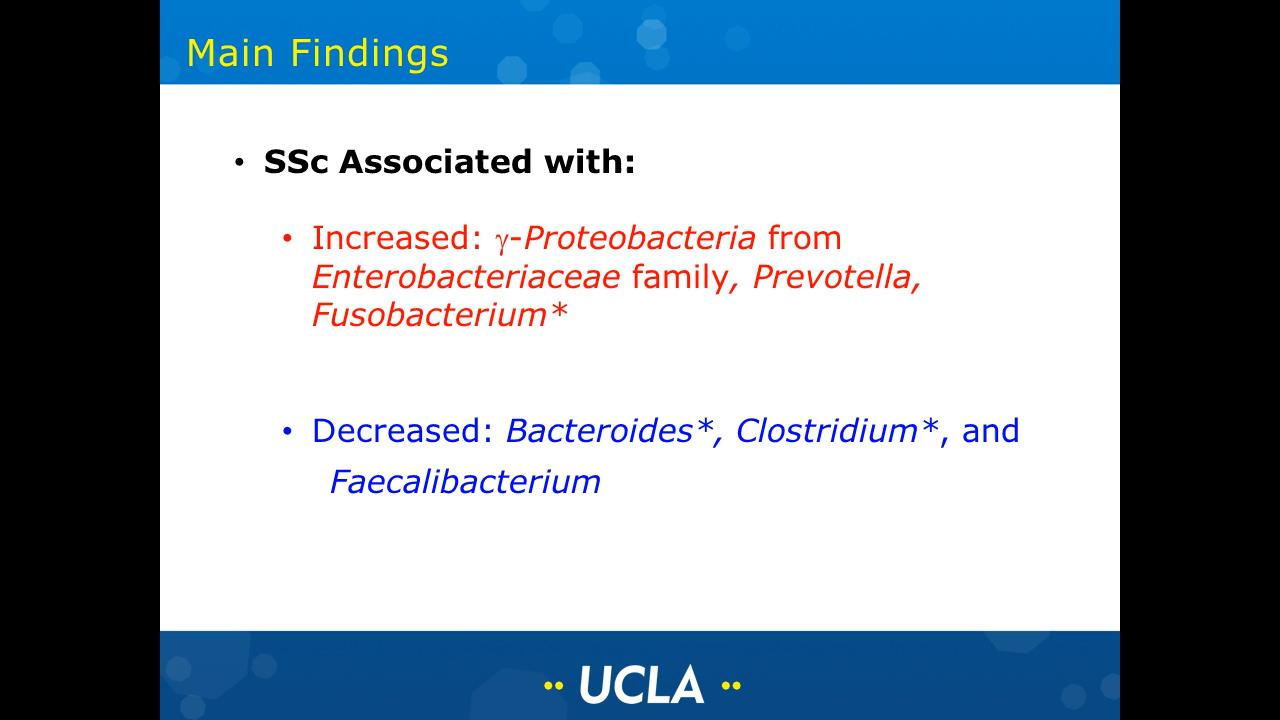 Main Findings
• SSc Associated with:
• Increased: γ-Proteobacteria from
Enterobacteriaceae family, Prevotella,
Fusobacterium*
• Decreased: Bacteroides*, Clostridium*, and
Faecalibacterium
UCLA